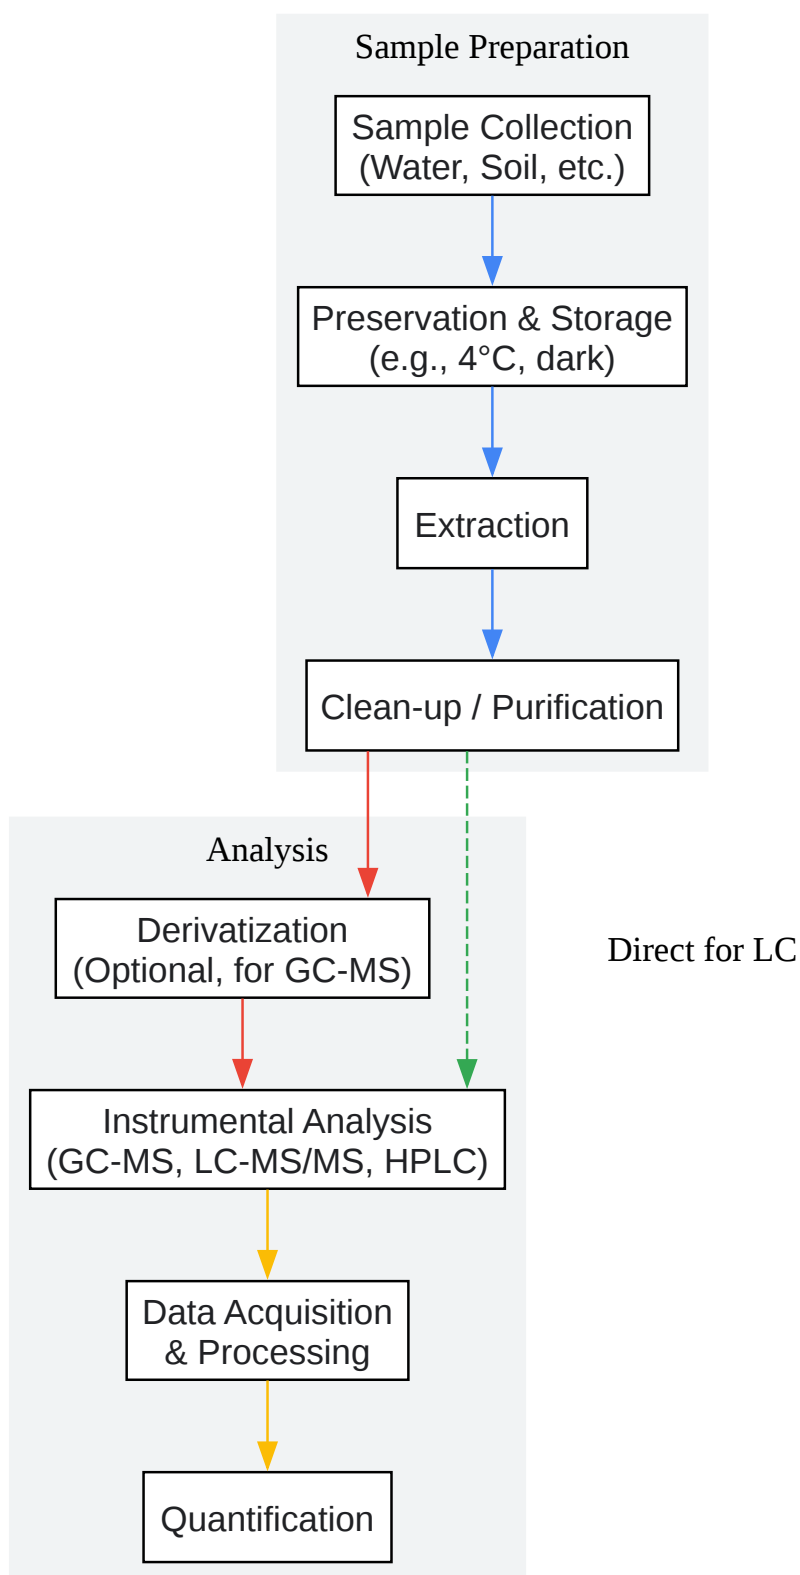 Sample Preparation
Sample Collection
(Water, Soil, etc.)
Preservation & Storage
(e.g., 4°C, dark)
Extraction
Clean-up / Purification
Analysis
Derivatization
(Optional, for GC-MS)
Direct for LC
Instrumental Analysis
(GC-MS, LC-MS/MS, HPLC)
Data Acquisition
& Processing
Quantification